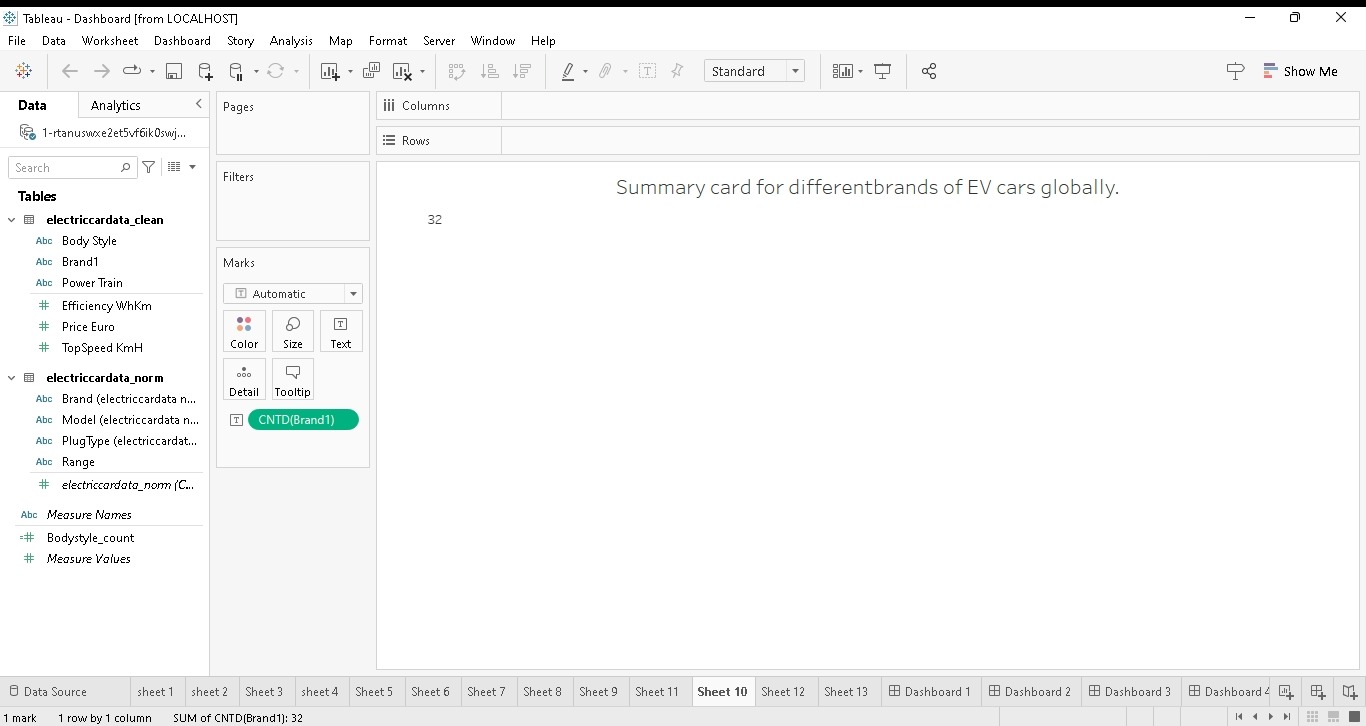 Tableau - Dashboard [from LOCALHOST]
File Data Worksheet Dashboard Story Analysis Map Format Server Window Help
Standard
Show Me
Data Analytics
1-rtanuswxe2et5vf6ik0swj...
Search
Tables
electriccardata_clean
Abc Body Style
Abc Brand1
Abc Power Train
# Efficiency WhKm
# Price Euro
# TopSpeed KmH
electriccardata_norm
Abc Brand (electriccardata n...
Abc Model (electriccardata n...
Abc PlugType (electriccardat...
Abc Range
# electriccardata_norm (C...
Abc Measure Names
=# Bodystyle_count
# Measure Values
Pages
Filters
Marks
T Automatic
Color Size Text
Detail Tooltip
T CNTD(Brand1)
Columns
Rows
Summary card for differentbrands of EV cars globally.
32
Data Source sheet 1 sheet 2 Sheet 3 sheet 4 Sheet 5 Sheet 6 Sheet 7 Sheet 8 Sheet 9 Sheet 11 Sheet 10 Sheet 12 Sheet 13 Dashboard 1 Dashboard 2 Dashboard 3 Dashboard 4
1 mark 1 row by 1 column SUM of CNTD(Brand1): 32